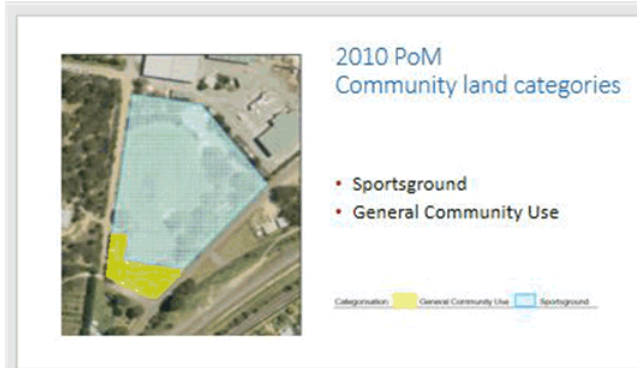 2010 PoM
Community land categories
• Sportsground
• General Community Use
Categorisation General Community Use Sportsground